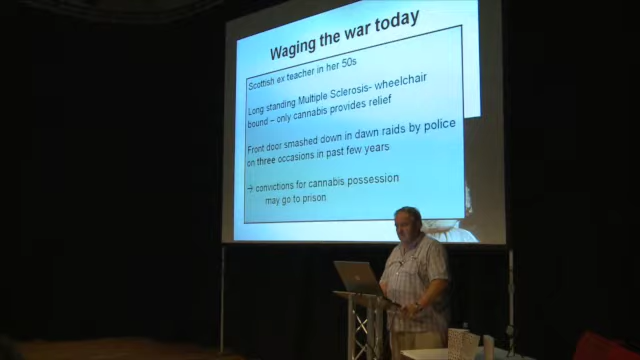 Waging the war today
Scottish ex teacher in her 50s
Long standing Multiple Sclerosis- wheelchair
bound – only cannabis provides relief
Front door smashed down in dawn raids by police
on three occasions in past few years
→ convictions for cannabis possession
may go to prison